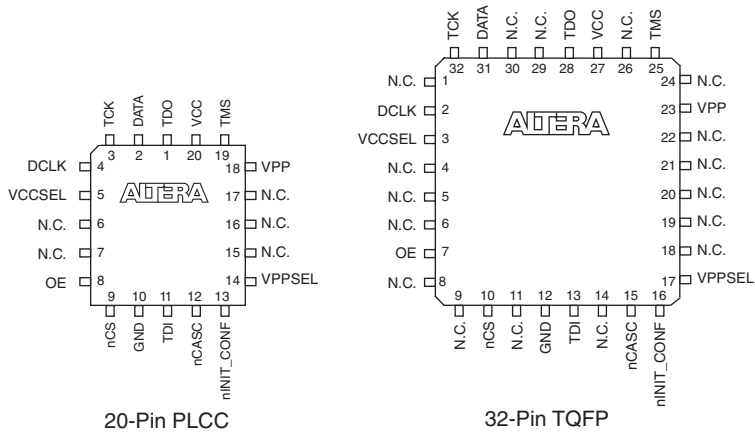 TCK DATA TDO VCC TMS
3 2 1 20 19
DCLK 4 18 VPP
VCCSEL 5 ALTERA 17 N.C.
N.C. 6 16 N.C.
N.C. 7 15 N.C.
OE 8 14 VPPSEL
9 10 11 12 13
nCS GND TDI nCASC nINIT_CONF
20-Pin PLCC
TCK DATA N.C. N.C. TDO VCC N.C. TMS
32 31 30 29 28 27 26 25
N.C. 1 24 N.C.
DCLK 2 23 VPP
VCCSEL 3 ALTERA 22 N.C.
N.C. 4 21 N.C.
N.C. 5 20 N.C.
N.C. 6 19 N.C.
OE 7 18 N.C.
N.C. 8 17 VPPSEL
9 10 11 12 13 14 15 16
N.C. nCS N.C. GND TDI N.C. nCASC nINIT_CONF
32-Pin TQFP